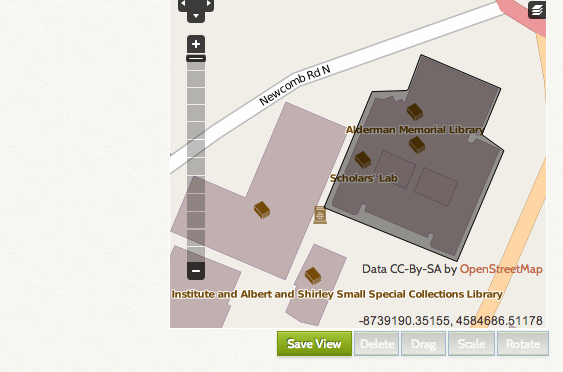 +
Newcomb Rd N
Alderman Memorial Library
Scholars' Lab
−
Data CC-By-SA by OpenStreetMap
Institute and Albert and Shirley Small Special Collections Library
-8739190.35155, 4584686.51178
Save View Delete Drag Scale Rotate